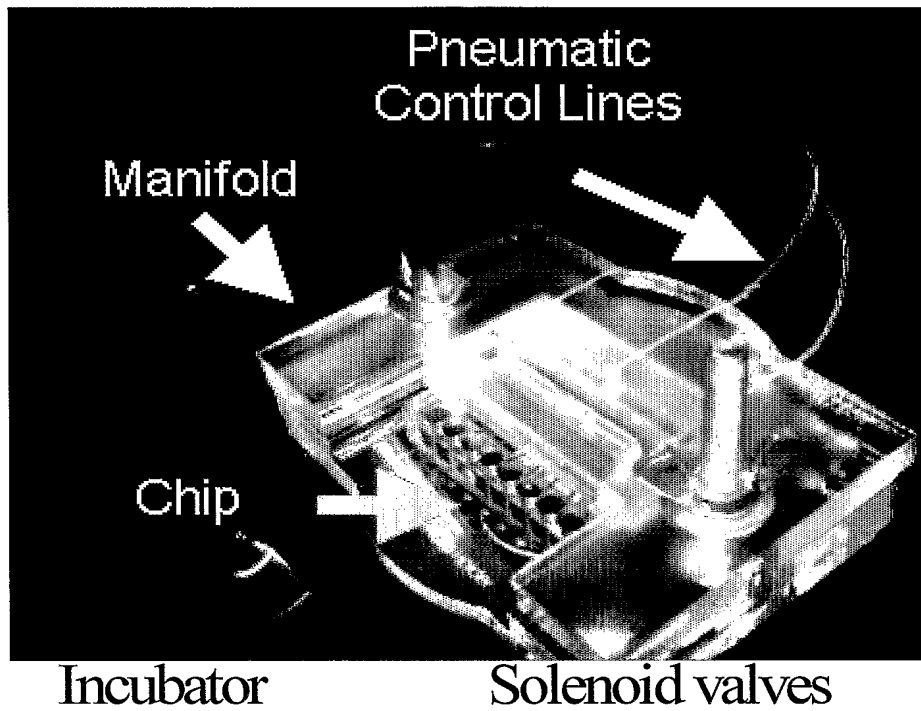 Pneumatic
Control Lines
Manifold
Chip
Incubator
Solenoid valves